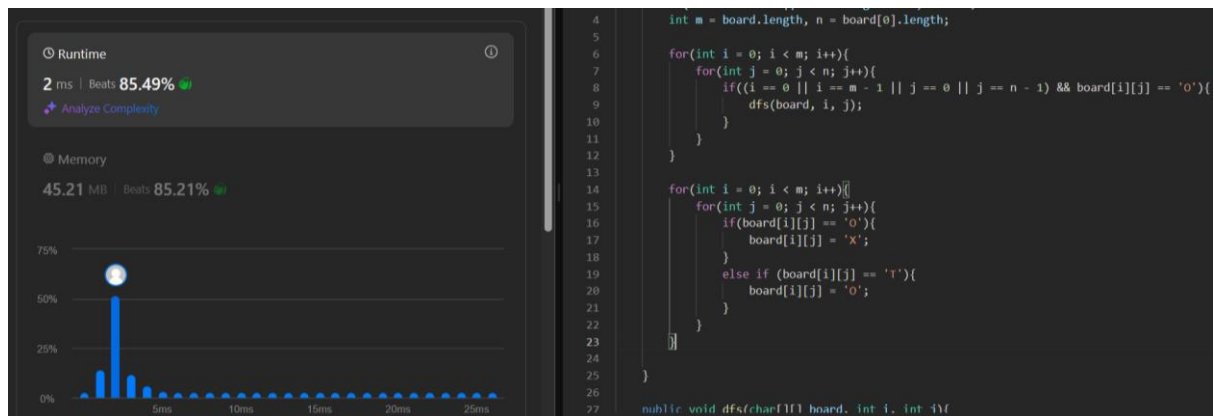 Runtime
2 ms | Beats 85.49%
Analyze Complexity
Memory
45.21 MB | Beats 85.21%
75%
50%
25%
0%
5ms 10ms 15ms 20ms 25ms
4 int m = board.length, n = board[0].length;
5
6 for(int i = 0; i < m; i++){
7 for(int j = 0; j < n; j++){
8 if((i == 0 || i == m - 1 || j == 0 || j == n - 1) && board[i][j] == 'O'){
9 dfs(board, i, j);
10 }
11 }
12 }
13
14 for(int i = 0; i < m; i++){
15 for(int j = 0; j < n; j++){
16 if(board[i][j] == 'O'){
17 board[i][j] = 'X';
18 }
19 else if (board[i][j] == 'T'){
20 board[i][j] = 'O';
21 }
22 }
23 }
24
25 }
26
27 public void dfs(char[][] board, int i, int j){